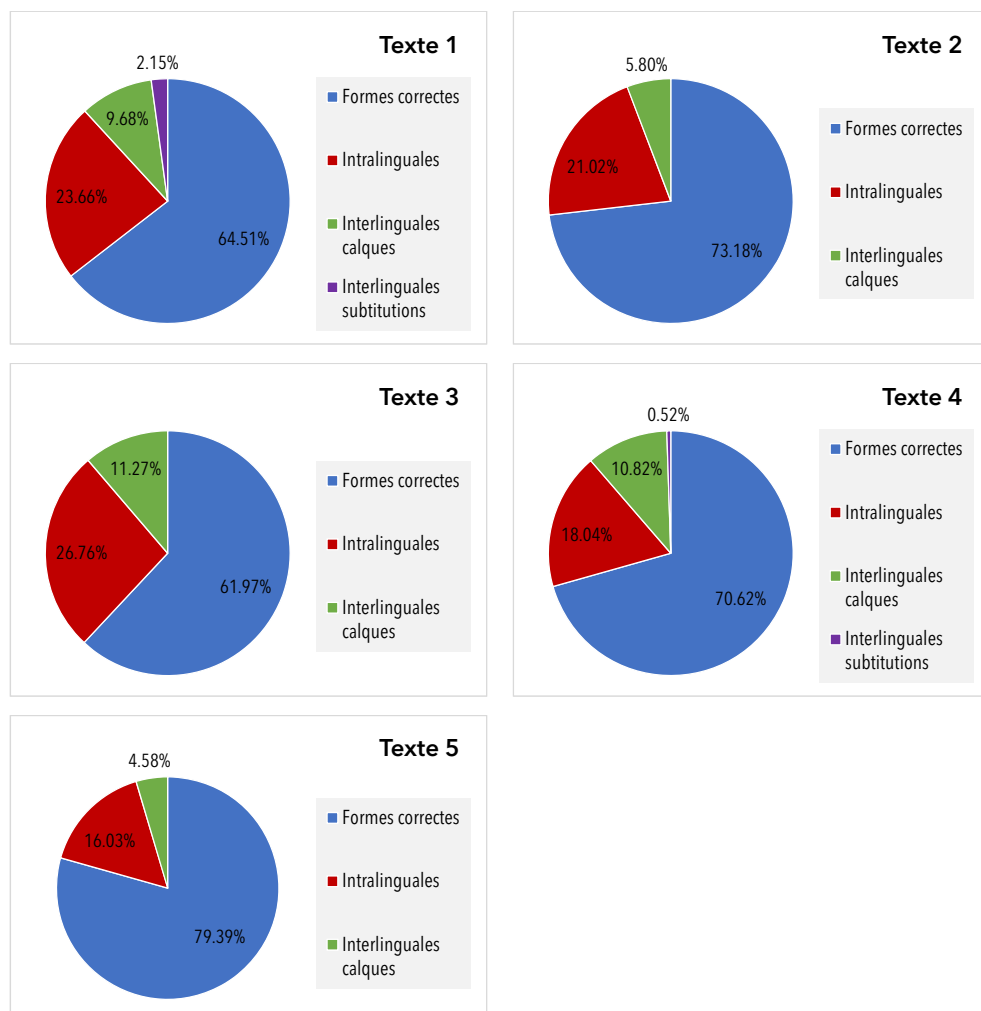 Texte 1
2.15%
9.68%
23.66%
64.51%
Formes correctes
Intralinguales
Interlinguales
calques
Interlinguales
subtitutions
Texte 2
5.80%
21.02%
73.18%
Formes correctes
Intralinguales
Interlinguales
calques
Texte 3
11.27%
26.76%
61.97%
Formes correctes
Intralinguales
Interlinguales
calques
Texte 4
0.52%
10.82%
18.04%
70.62%
Formes correctes
Intralinguales
Interlinguales
calques
Interlinguales
subtitutions
Texte 5
4.58%
16.03%
79.39%
Formes correctes
Intralinguales
Interlinguales
calques